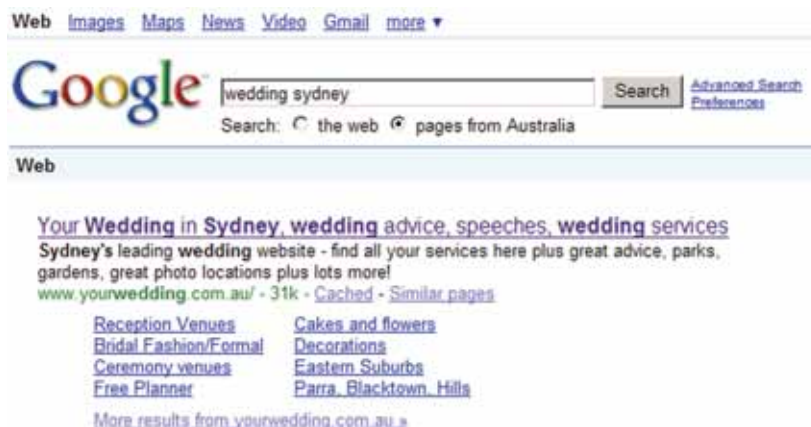 Web Images Maps News Video Gmail more ▼
Google wedding sydney Search Advanced Search
Preferences
Search: the web pages from Australia
Web
Your Wedding in Sydney, wedding advice, speeches, wedding services
Sydney's leading wedding website - find all your services here plus great advice, parks,
gardens, great photo locations plus lots more!
www.yourwedding.com.au/ - 31k - Cached - Similar pages
Reception Venues Cakes and flowers
Bridal Fashion/Formal Decorations
Ceremony venues Eastern Suburbs
Free Planner Parra, Blacktown, Hills
More results from yourwedding.com.au »